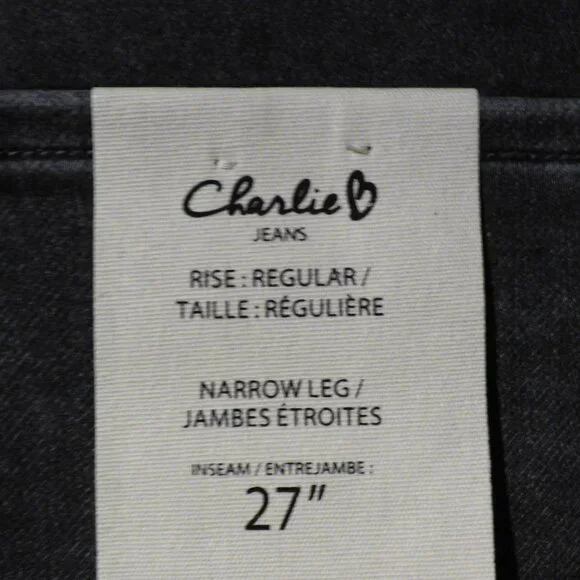 Charlie B
JEANS
RISE : REGULAR /
TAILLE : RÉGULIÈRE
NARROW LEG /
JAMBES ÉTROITES
INSEAM / ENTREJAMBE :
27"